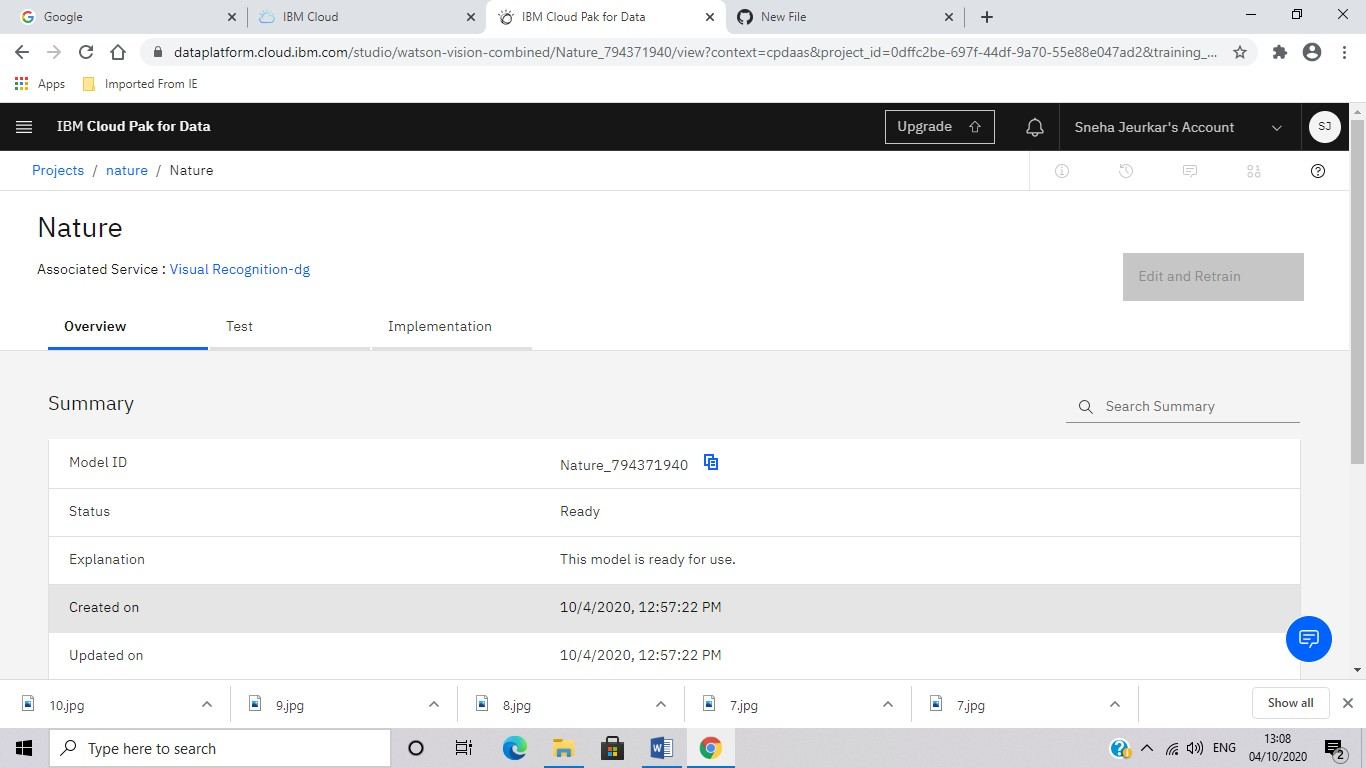 Google
IBM Cloud
IBM Cloud Pak for Data
New File
dataplatform.cloud.ibm.com/studio/watson-vision-combined/Nature_794371940/view?context=cpdaas&project_id=0dffc2be-697f-44df-9a70-55e88e047ad2&training_...
Apps
Imported From IE
IBM Cloud Pak for Data
Upgrade
Sneha Jeurkar's Account
SJ
Projects / nature / Nature
Nature
Associated Service : Visual Recognition-dg
Edit and Retrain
Overview
Test
Implementation
Summary
Search Summary
Model ID
Nature_794371940
Status
Ready
Explanation
This model is ready for use.
Created on
10/4/2020, 12:57:22 PM
Updated on
10/4/2020, 12:57:22 PM
10.jpg
9.jpg
8.jpg
7.jpg
7.jpg
Show all
Type here to search
ENG
13:08
04/10/2020
2